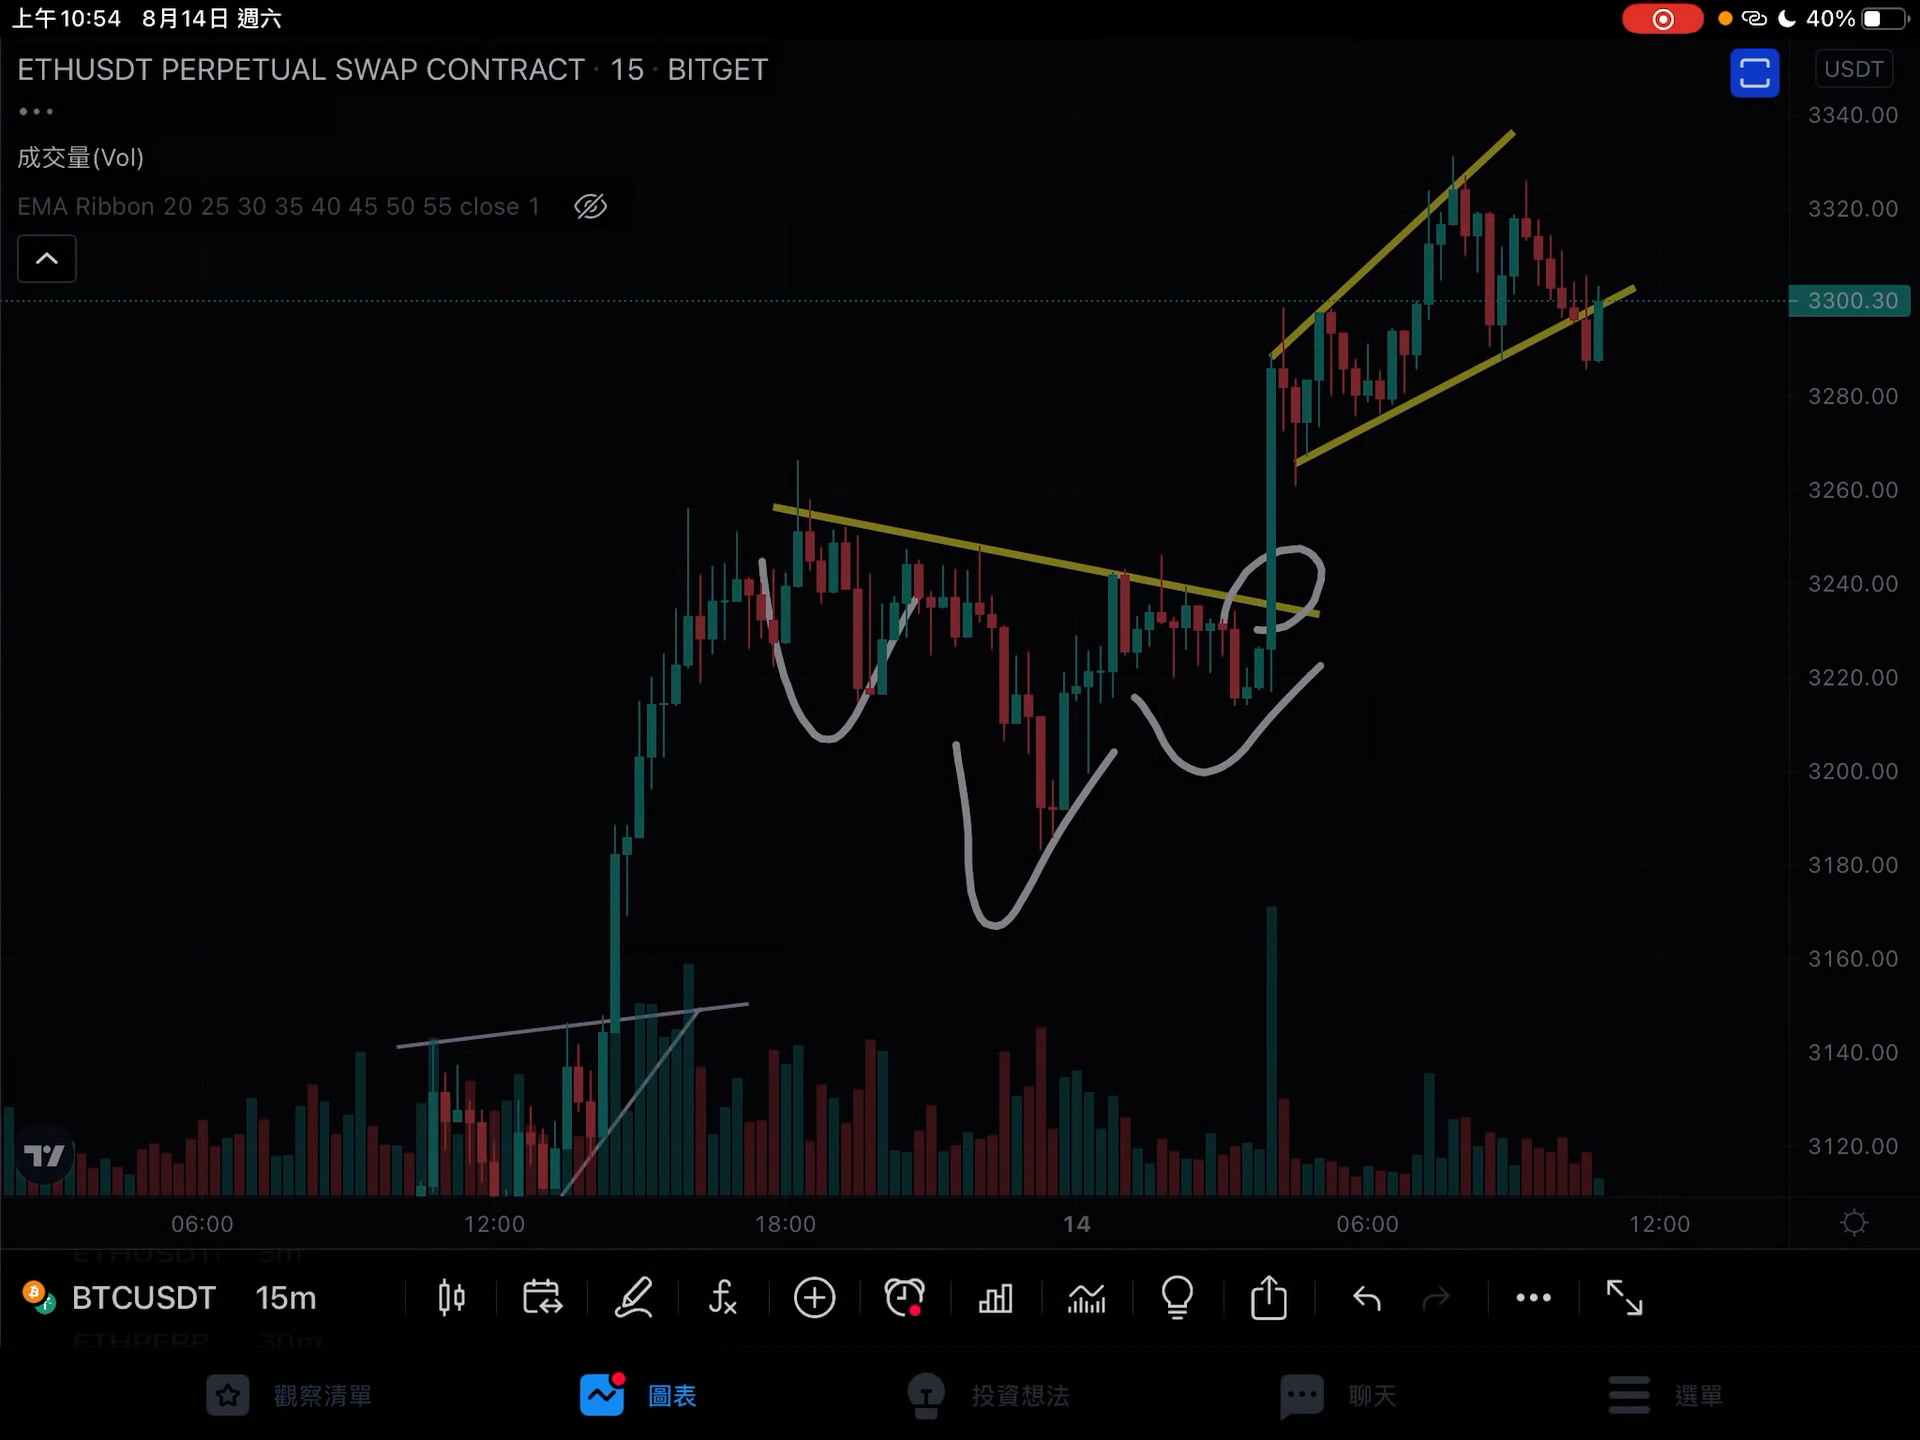 上午10:54 8月14日 週六
40%
ETHUSDT PERPETUAL SWAP CONTRACT · 15 · BITGET
USDT
成交量(Vol)
EMA Ribbon 20 25 30 35 40 45 50 55 close 1
3340.00
3320.00
3300.30
3280.00
3260.00
3240.00
3220.00
3200.00
3180.00
3160.00
3140.00
3120.00
06:00 12:00 18:00 14 06:00 12:00
ETHUSDT 5m
BTCUSDT 15m
ETHPERP 30m
觀察清單 圖表 投資想法 聊天 選單